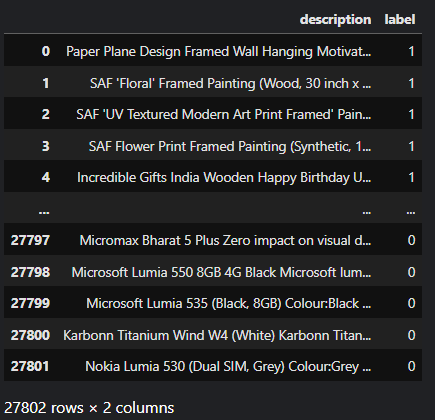 description label
0 Paper Plane Design Framed Wall Hanging Motivat... 1
1 SAF 'Floral' Framed Painting (Wood, 30 inch x ... 1
2 SAF 'UV Textured Modern Art Print Framed' Pain... 1
3 SAF Flower Print Framed Painting (Synthetic, 1... 1
4 Incredible Gifts India Wooden Happy Birthday U... 1
... ... ...
27797 Micromax Bharat 5 Plus Zero impact on visual d... 0
27798 Microsoft Lumia 550 8GB 4G Black Microsoft lum... 0
27799 Microsoft Lumia 535 (Black, 8GB) Colour:Black ... 0
27800 Karbonn Titanium Wind W4 (White) Karbonn Titan... 0
27801 Nokia Lumia 530 (Dual SIM, Grey) Colour:Grey ... 0
27802 rows × 2 columns